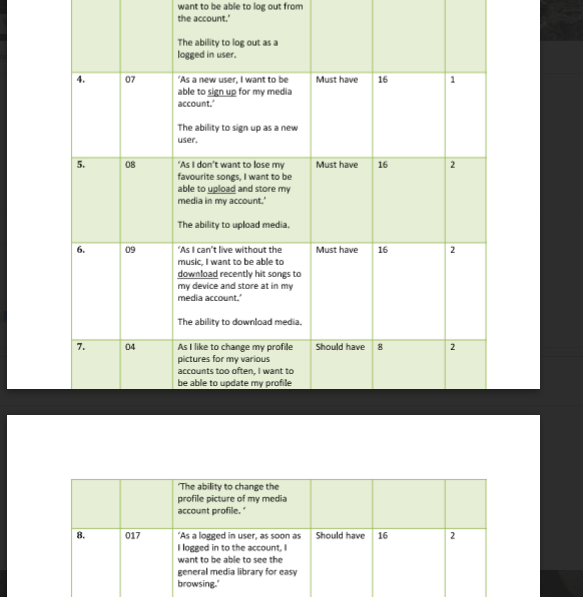 want to be able to log out from
the account.'
The ability to log out as a
logged in user.
4. 07 'As a new user, I want to be Must have 16 1
able to sign up for my media
account.'
The ability to sign up as a new
user.
5. 08 'As I don't want to lose my Must have 16 2
favourite songs, I want to be
able to upload and store my
media in my account.'
The ability to upload media.
6. 09 'As I can't live without the Must have 16 2
music, I want to be able to
download recently hit songs to
my device and store at in my
media account.'
The ability to download media.
7. 04 As I like to change my profile Should have 8 2
pictures for my various
accounts too often, I want to
be able to update my profile
'The ability to change the
profile picture of my media
account profile. '
8. 017 'As a logged in user, as soon as Should have 16 2
I logged in to the account, I
want to be able to see the
general media library for easy
browsing.'